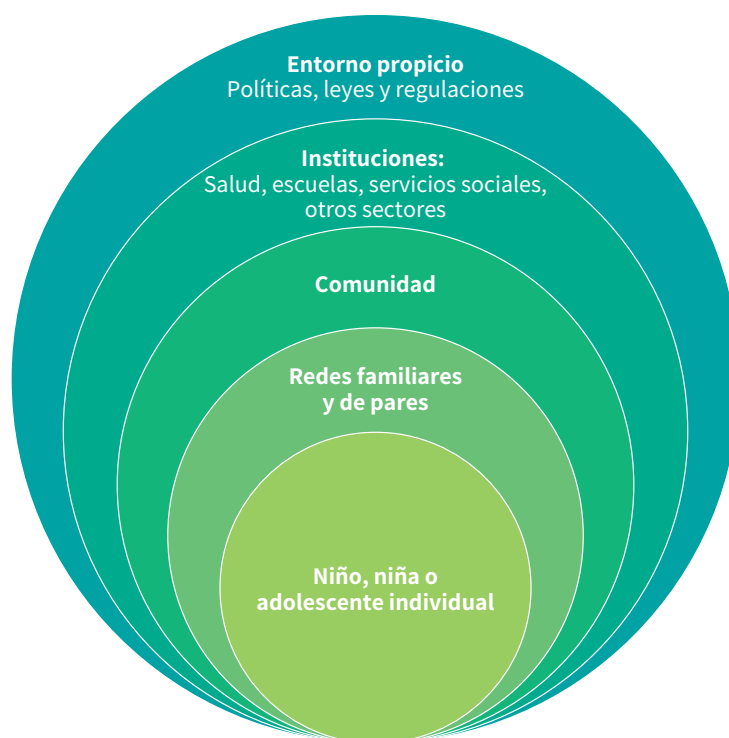 Entorno propicio
Políticas, leyes y regulaciones
Instituciones:
Salud, escuelas, servicios sociales,
otros sectores
Comunidad
Redes familiares
y de pares
Niño, niña o
adolescente individual